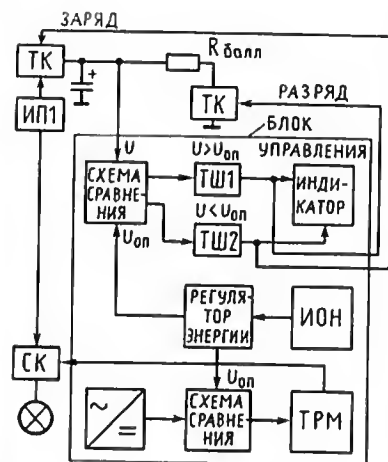 ЗАРЯД
ТК
+
R балл
ТК
РАЗРЯД
ИП1
БЛОК
УПРАВЛЕНИЯ
U
U>Uоп
СХЕМА
СРАВНЕ-
НИЯ
ТШ1
ИНДИ-
КАТОР
U<Uоп
ТШ2
Uоп
РЕГУЛЯ-
ТОР
ЭНЕРГИИ
ИОН
СК
Uоп
~
=
СХЕМА
СРАВНЕ-
НИЯ
ТРМ